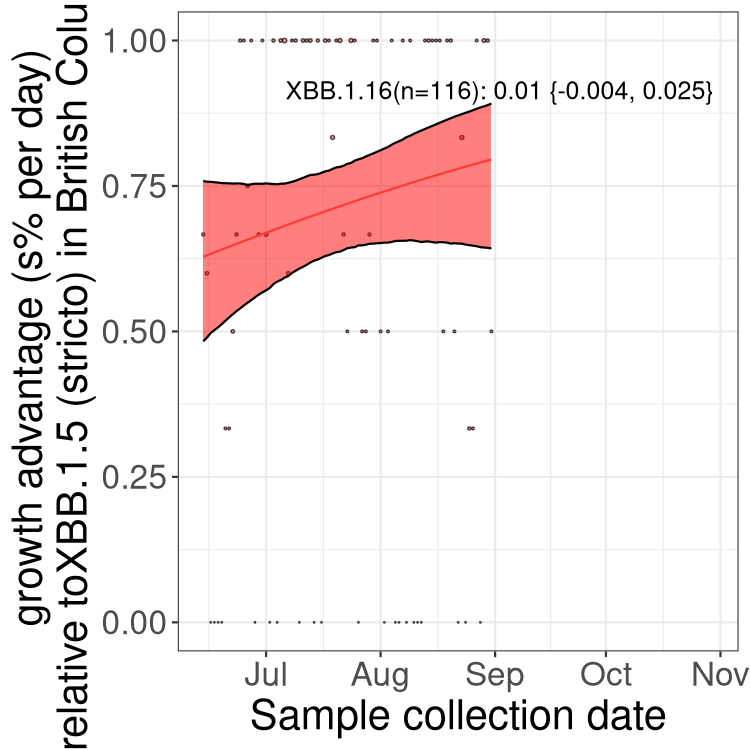 growth advantage (s% per day)
relative toXBB.1.5 (stricto) in British Colu
1.00
0.75
0.50
0.25
0.00
XBB.1.16(n=116): 0.01 {-0.004, 0.025}
Jul Aug Sep Oct Nov
Sample collection date